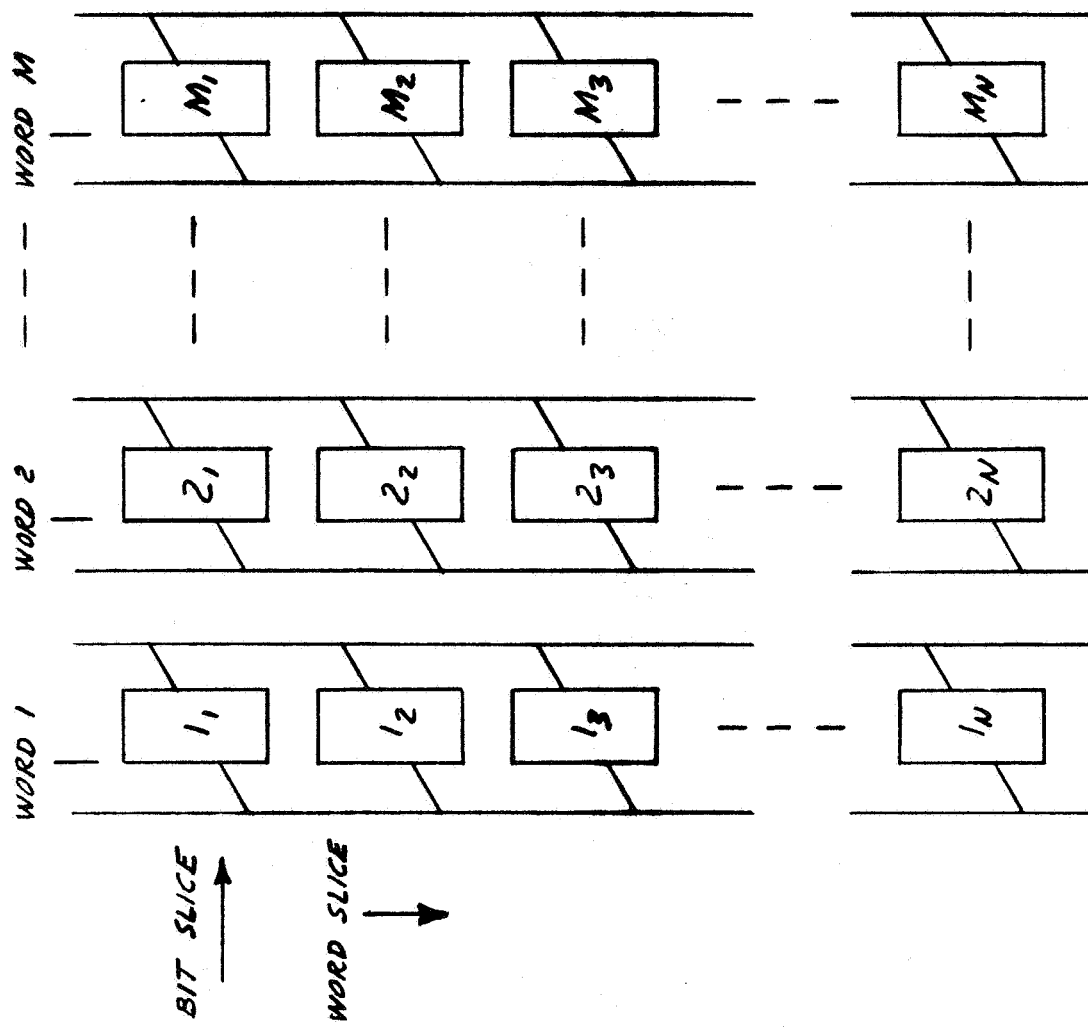 WORD 1 WORD 2 — — — WORD M
BIT SLICE
1₁ 2₁ M₁
WORD SLICE
1₂ 2₂ M₂
1₃ 2₃ M₃
1N 2N MN